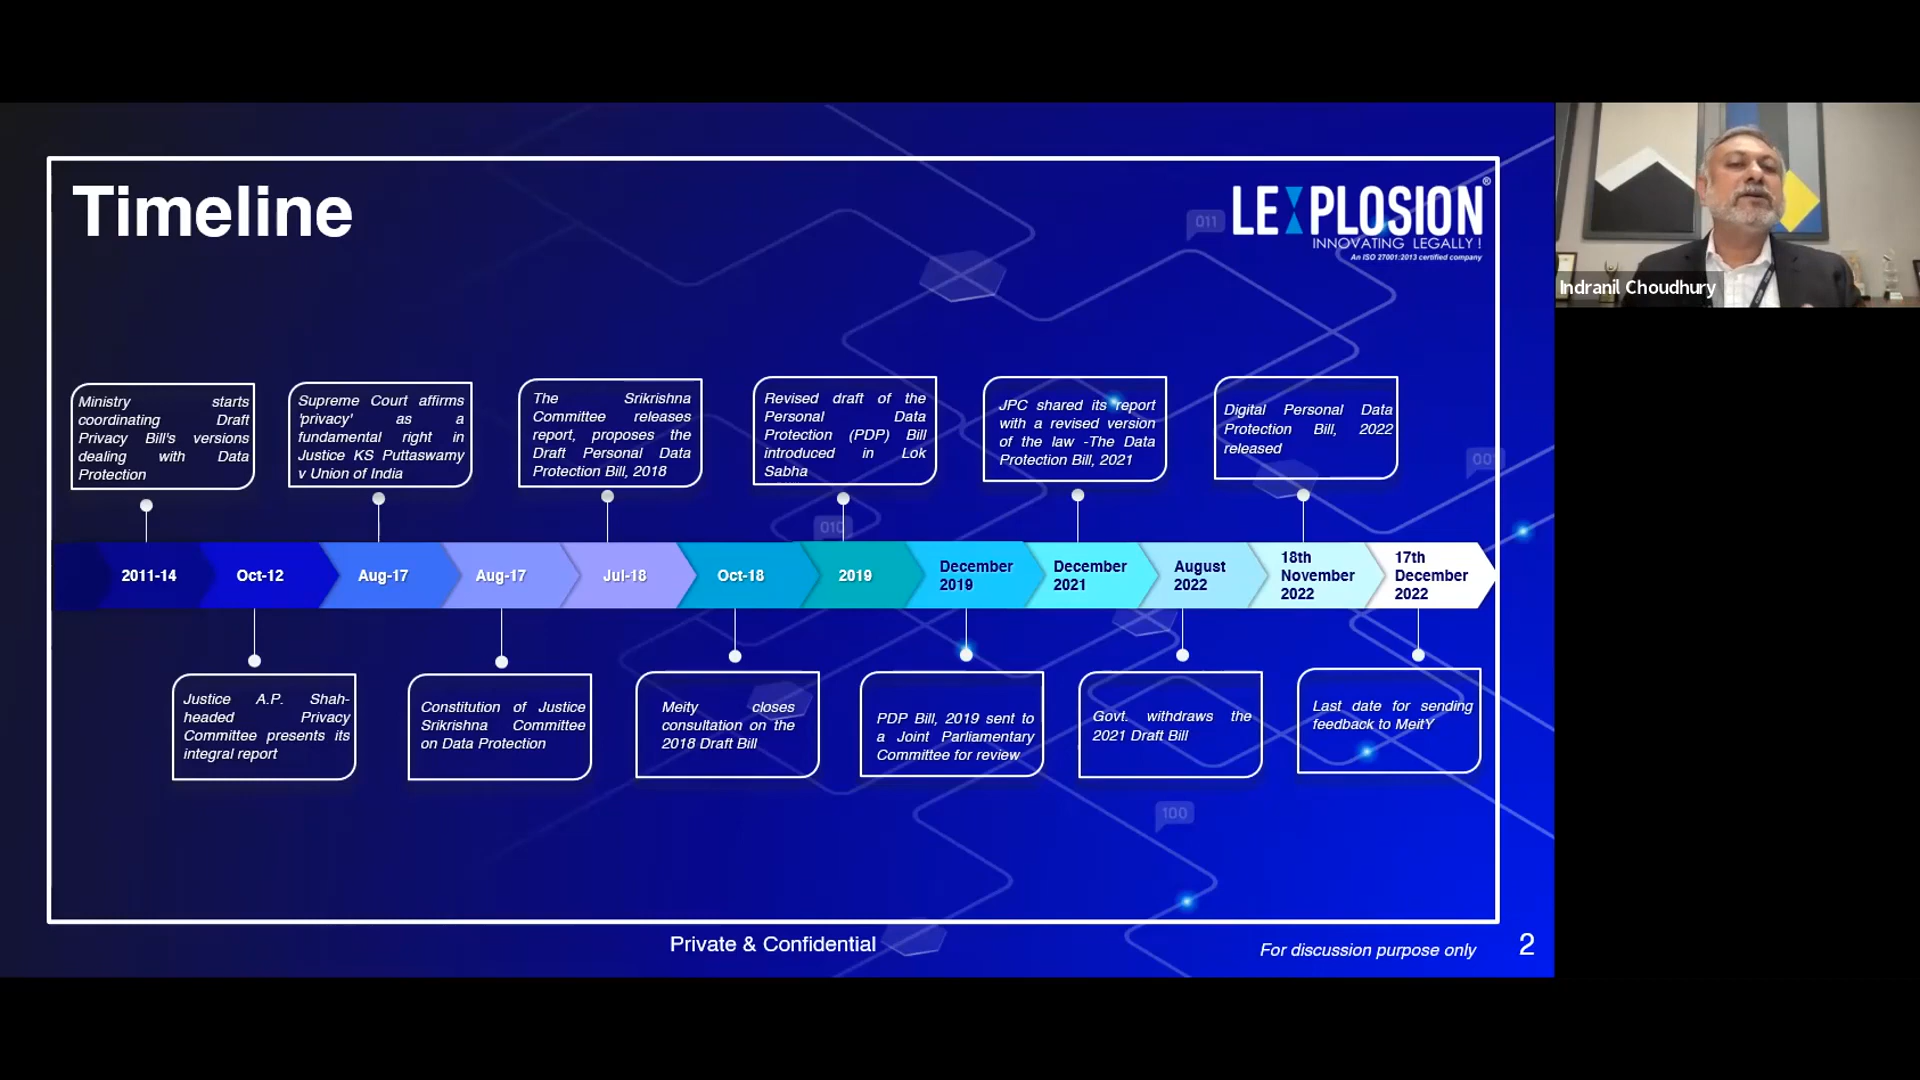 Timeline
LEXPLOSION®
INNOVATING LEGALLY !
An ISO 27001:2013 certified company
Indranil Choudhury
011
Ministry starts
coordinating Draft
Privacy Bill's versions
dealing with Data
Protection
Supreme Court affirms
'privacy' as a
fundamental right in
Justice KS Puttaswamy
v Union of India
The Srikrishna
Committee releases
report, proposes the
Draft Personal Data
Protection Bill, 2018
Revised draft of the
Personal Data
Protection (PDP) Bill
introduced in Lok
Sabha
JPC shared its report
with a revised version
of the law -The Data
Protection Bill, 2021
Digital Personal Data
Protection Bill, 2022
released
010
2011-14
Oct-12
Aug-17
Aug-17
Jul-18
Oct-18
2019
December
2019
December
2021
August
2022
18th
November
2022
17th
December
2022
Justice A.P. Shah-
headed Privacy
Committee presents its
integral report
Constitution of Justice
Srikrishna Committee
on Data Protection
Meity closes
consultation on the
2018 Draft Bill
PDP Bill, 2019 sent to
a Joint Parliamentary
Committee for review
Govt. withdraws the
2021 Draft Bill
Last date for sending
feedback to MeitY
100
Private & Confidential
For discussion purpose only
2